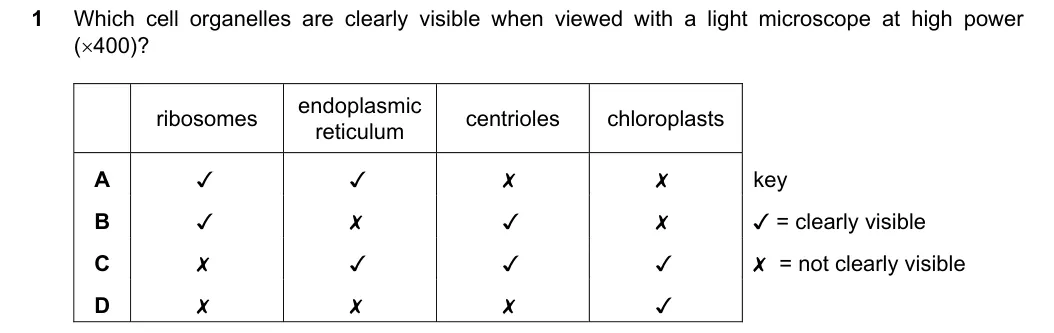 1 Which cell organelles are clearly visible when viewed with a light microscope at high power
(×400)?
ribosomes endoplasmic reticulum centrioles chloroplasts
A ✓ ✓ ✗ ✗ key
B ✓ ✗ ✓ ✗ ✓ = clearly visible
C ✗ ✓ ✓ ✓ ✗ = not clearly visible
D ✗ ✗ ✗ ✓